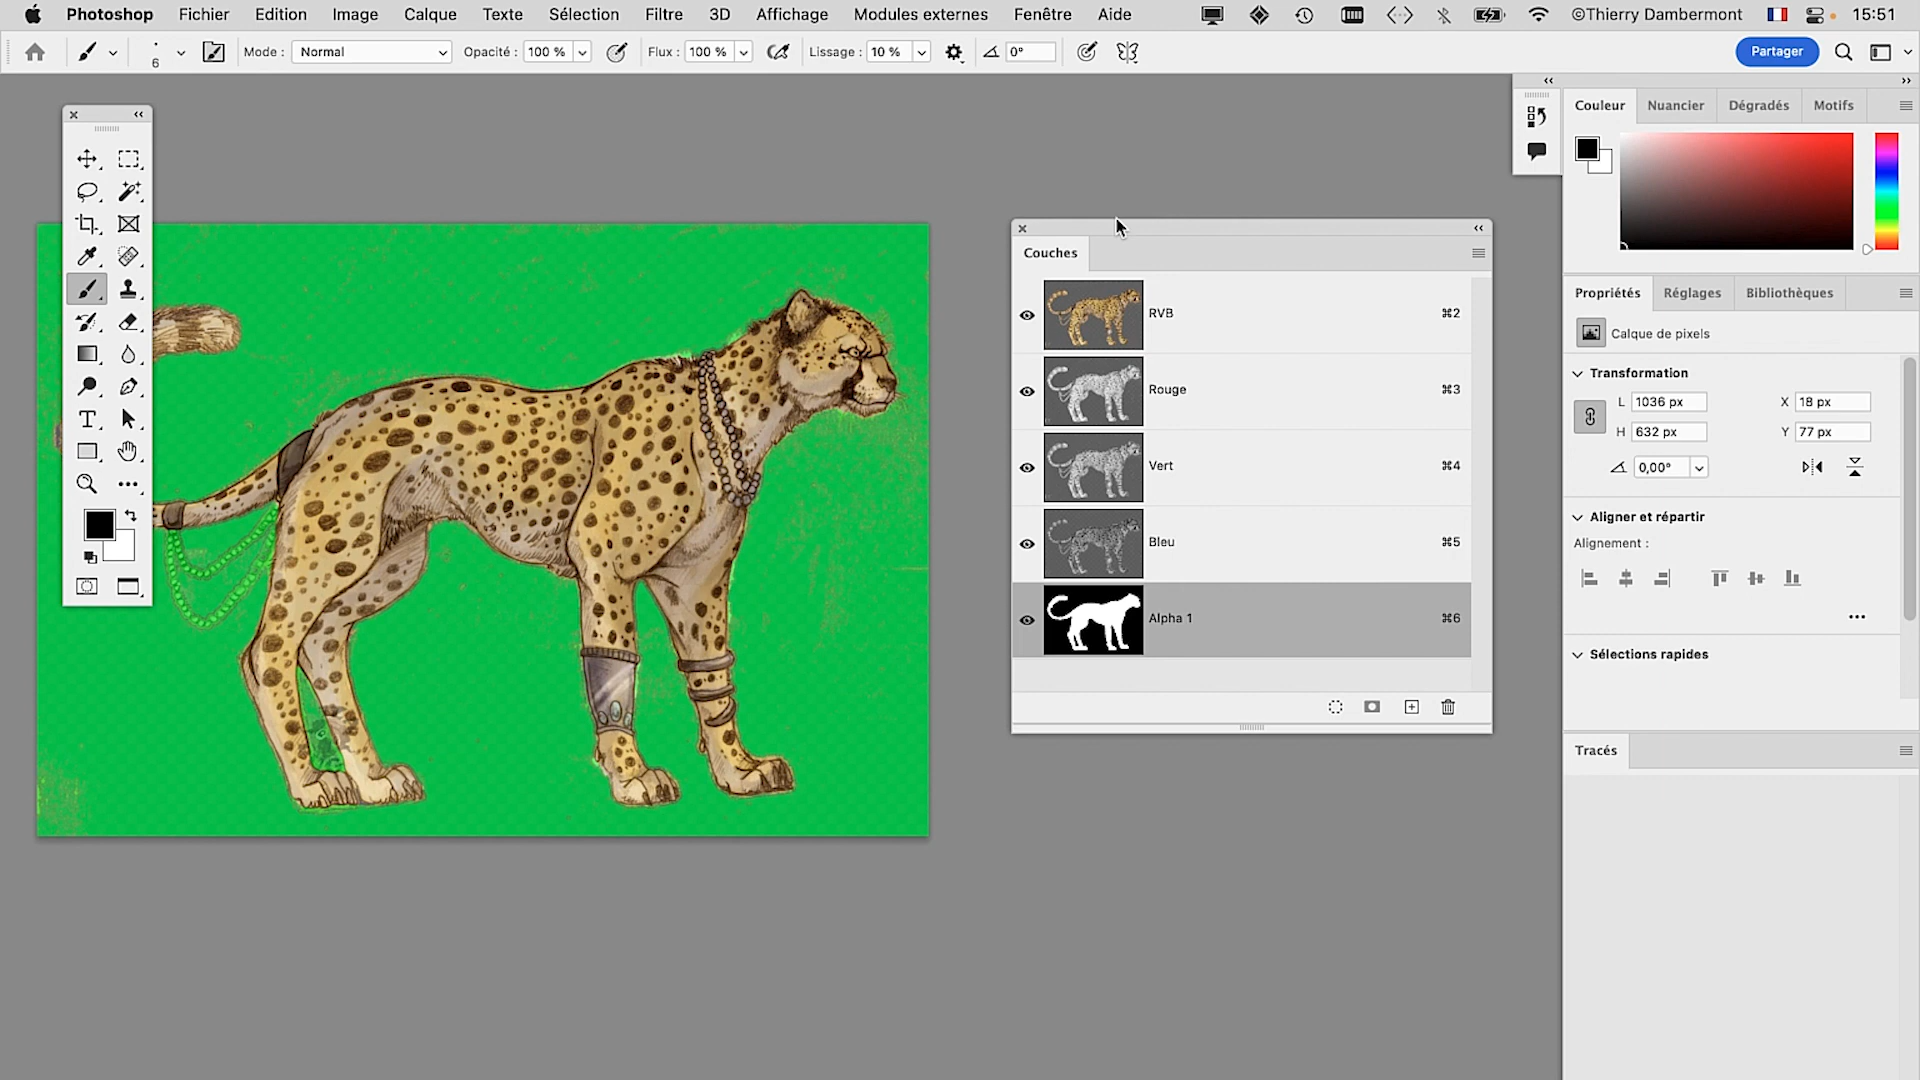 Photoshop Fichier Edition Image Calque Texte Sélection Filtre 3D Affichage Modules externes Fenêtre Aide ©Thierry Dambermont 15:51
6 Mode : Normal Opacité : 100 % Flux : 100 % Lissage : 10 % 0° Partager
Couleur Nuancier Dégradés Motifs
Couches
RVB ⌘2
Rouge ⌘3
Vert ⌘4
Bleu ⌘5
Alpha 1 ⌘6
Propriétés Réglages Bibliothèques
Calque de pixels
Transformation
L 1036 px X 18 px
H 632 px Y 77 px
0,00°
Aligner et répartir
Alignement :
Sélections rapides
Tracés